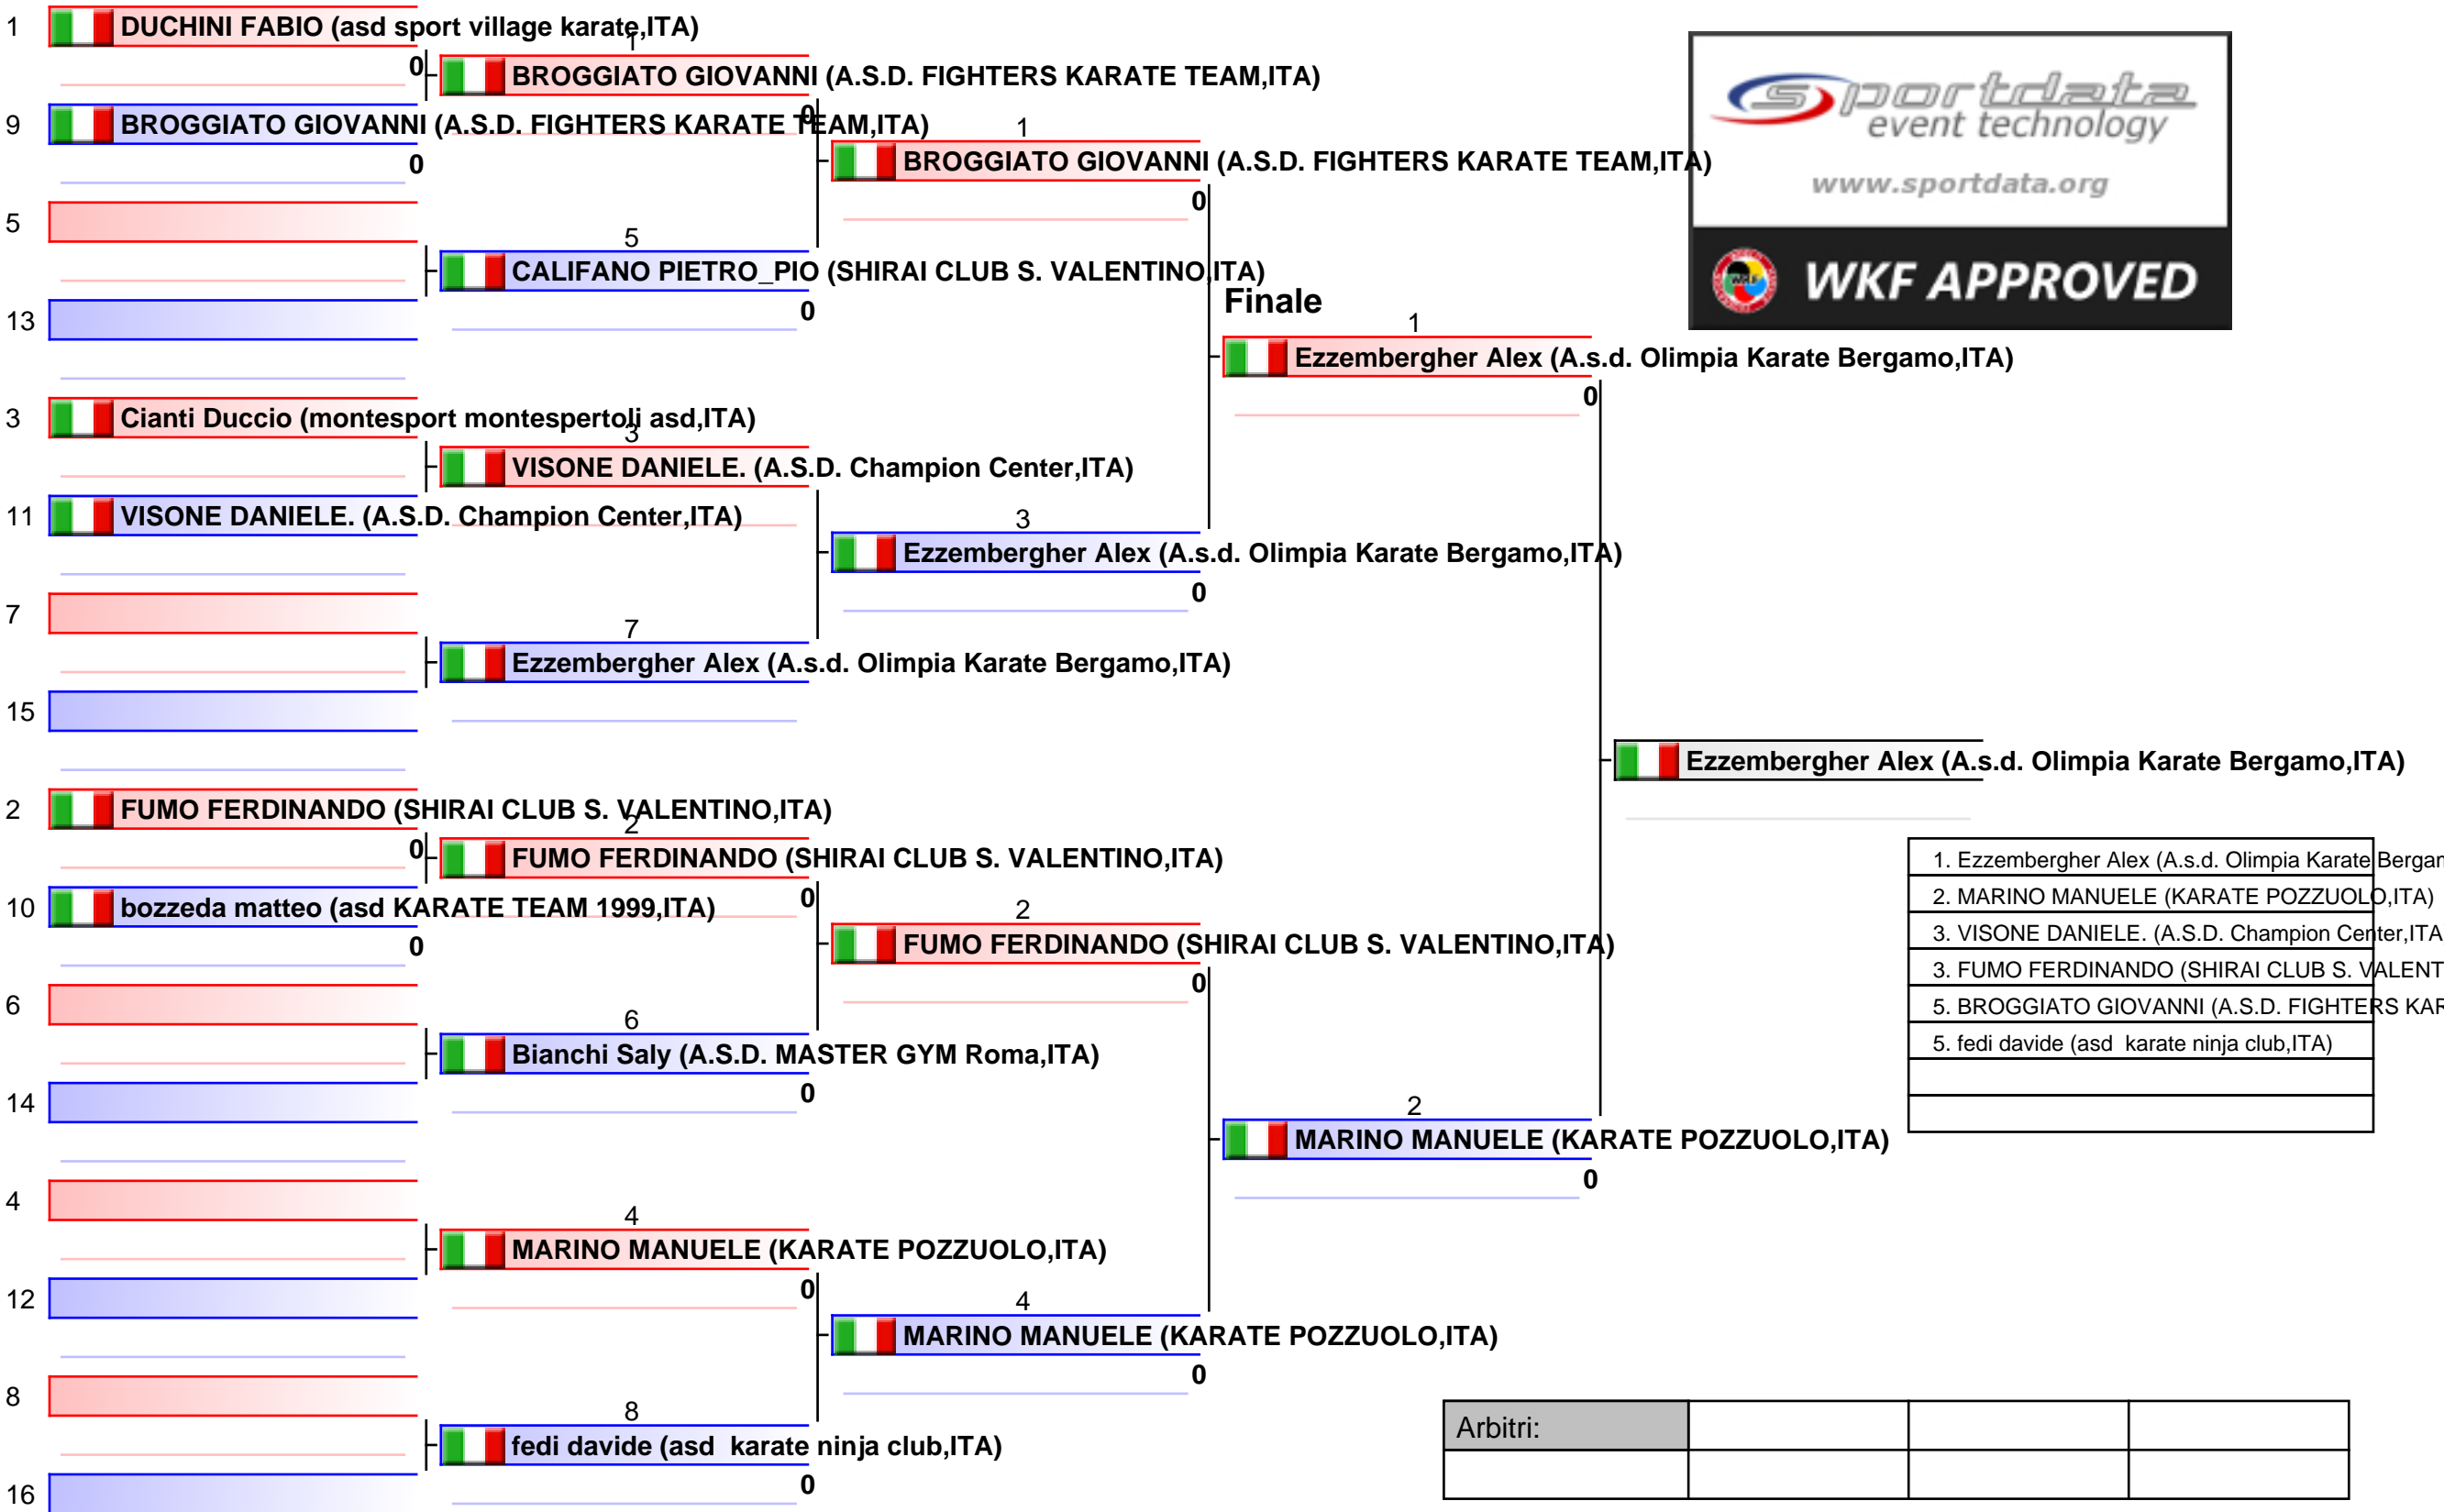 1 DUCHINI FABIO (asd sport village karate,ITA)
1
0 BROGGIATO GIOVANNI (A.S.D. FIGHTERS KARATE TEAM,ITA)
9 BROGGIATO GIOVANNI (A.S.D. FIGHTERS KARATE TEAM,ITA)
0
0
1
BROGGIATO GIOVANNI (A.S.D. FIGHTERS KARATE TEAM,ITA)
0
5
5
CALIFANO PIETRO_PIO (SHIRAI CLUB S. VALENTINO,ITA)
0
13
sportdata
event technology
www.sportdata.org
WKF APPROVED
Finale
1
Ezzembergher Alex (A.s.d. Olimpia Karate Bergamo,ITA)
0
3 Cianti Duccio (montesport montespertoli asd,ITA)
3
VISONE DANIELE. (A.S.D. Champion Center,ITA)
11 VISONE DANIELE. (A.S.D. Champion Center,ITA)
3
Ezzembergher Alex (A.s.d. Olimpia Karate Bergamo,ITA)
0
7
7
Ezzembergher Alex (A.s.d. Olimpia Karate Bergamo,ITA)
15
Ezzembergher Alex (A.s.d. Olimpia Karate Bergamo,ITA)
2 FUMO FERDINANDO (SHIRAI CLUB S. VALENTINO,ITA)
2
0 FUMO FERDINANDO (SHIRAI CLUB S. VALENTINO,ITA)
0
10 bozzeda matteo (asd KARATE TEAM 1999,ITA)
0
2
FUMO FERDINANDO (SHIRAI CLUB S. VALENTINO,ITA)
0
6
6
Bianchi Saly (A.S.D. MASTER GYM Roma,ITA)
0
14
1. Ezzembergher Alex (A.s.d. Olimpia Karate Bergam
2. MARINO MANUELE (KARATE POZZUOLO,ITA)
3. VISONE DANIELE. (A.S.D. Champion Center,ITA
3. FUMO FERDINANDO (SHIRAI CLUB S. VALENT
5. BROGGIATO GIOVANNI (A.S.D. FIGHTERS KAR
5. fedi davide (asd karate ninja club,ITA)
2
MARINO MANUELE (KARATE POZZUOLO,ITA)
0
4
4
MARINO MANUELE (KARATE POZZUOLO,ITA)
0
12
4
MARINO MANUELE (KARATE POZZUOLO,ITA)
0
8
8
fedi davide (asd karate ninja club,ITA)
0
16
Arbitri: